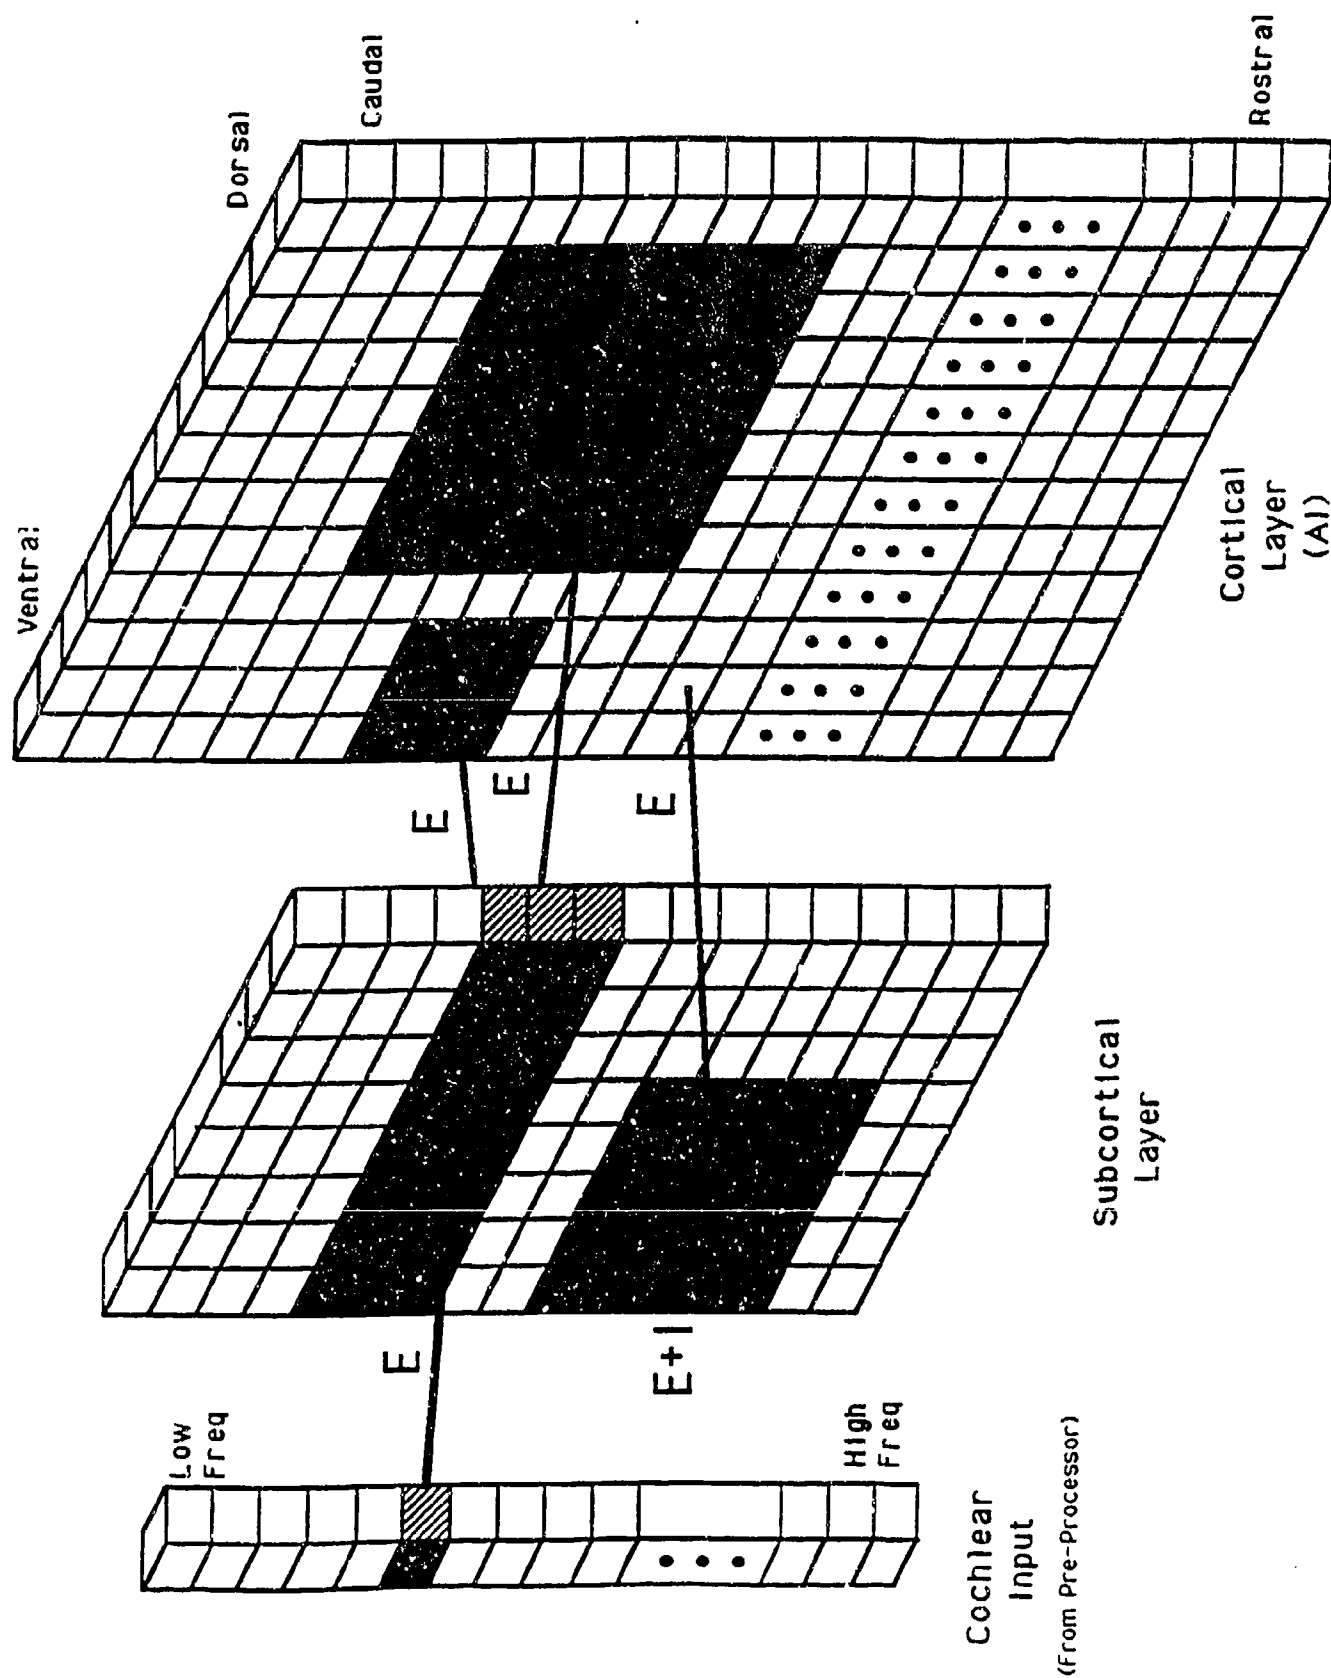 Ventral
Dorsal
Caudal
Rostral
E
E
E
Cortical
Layer
(AI)
E
E+I
Subcortical
Layer
Low
Freq
High
Freq
Cochlear
Input
(From Pre-Processor)